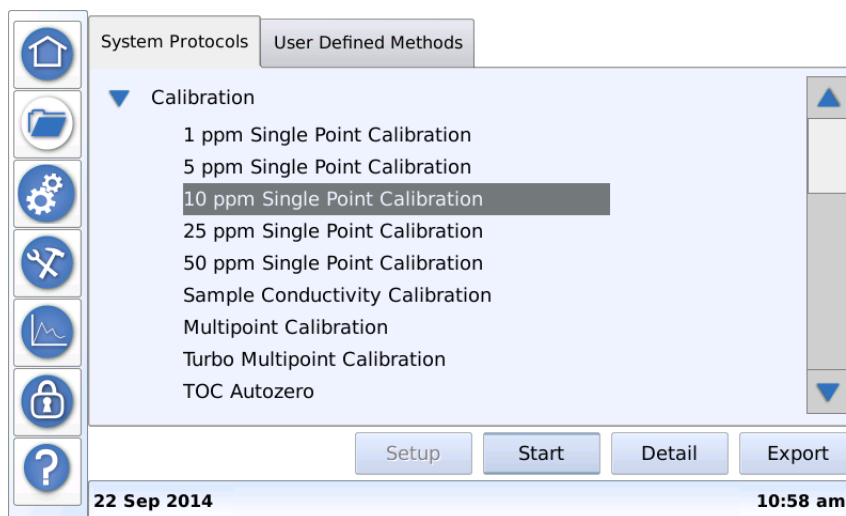 System Protocols User Defined Methods
Calibration
1 ppm Single Point Calibration
5 ppm Single Point Calibration
10 ppm Single Point Calibration
25 ppm Single Point Calibration
50 ppm Single Point Calibration
Sample Conductivity Calibration
Multipoint Calibration
Turbo Multipoint Calibration
TOC Autozero
Setup Start Detail Export
?
22 Sep 2014 10:58 am